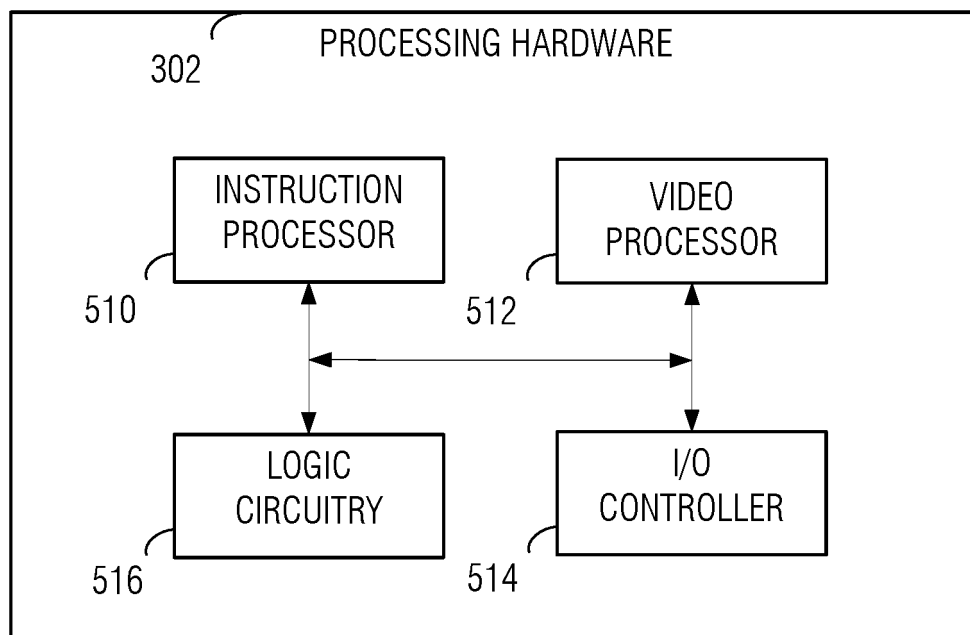 PROCESSING HARDWARE
302
INSTRUCTION
PROCESSOR
510
VIDEO
PROCESSOR
512
LOGIC
CIRCUITRY
516
I/O
CONTROLLER
514